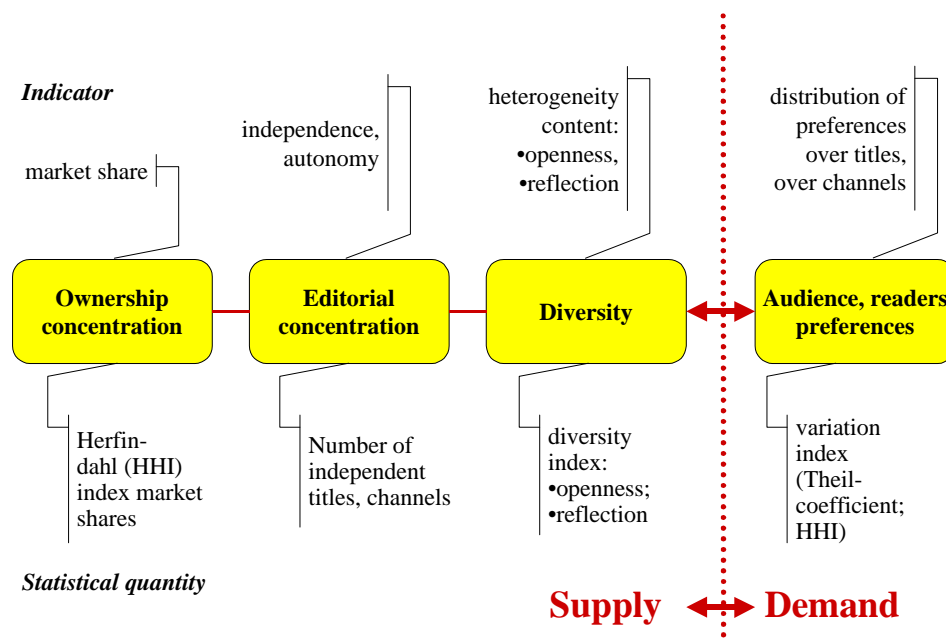 Indicator
market share
independence,
autonomy
heterogeneity
content:
•openness,
•reflection
distribution of
preferences
over titles,
over channels
Ownership
concentration
Editorial
concentration
Diversity
Audience, readers
preferences
Herfin-
dahl (HHI)
index market
shares
Number of
independent
titles, channels
diversity
index:
•openness;
•reflection
variation
index
(Theil-
coefficient;
HHI)
Statistical quantity
Supply
Demand